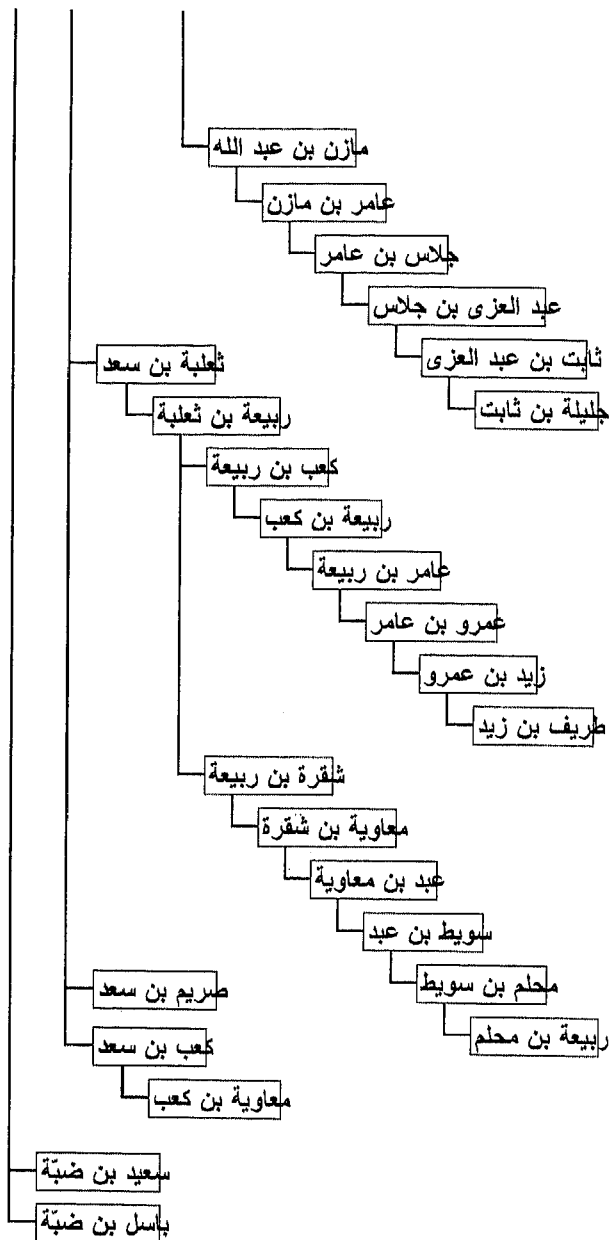 مازن بن عبد الله
عامر بن مازن
جلاس بن عامر
عبد العزى بن جلاس
ثابت بن عبد العزى
جليلة بن ثابت
ثعلبة بن سعد
ربيعة بن ثعلبة
كعب بن ربيعة
ربيعة بن كعب
عامر بن ربيعة
عمرو بن عامر
زيد بن عمرو
طريف بن زيد
شقرة بن ربيعة
معاوية بن شقرة
عبد بن معاوية
سويط بن عبد
محلم بن سويط
ربيعة بن محلم
صريم بن سعد
كعب بن سعد
معاوية بن كعب
سعيد بن ضبّة
باسل بن ضبّة